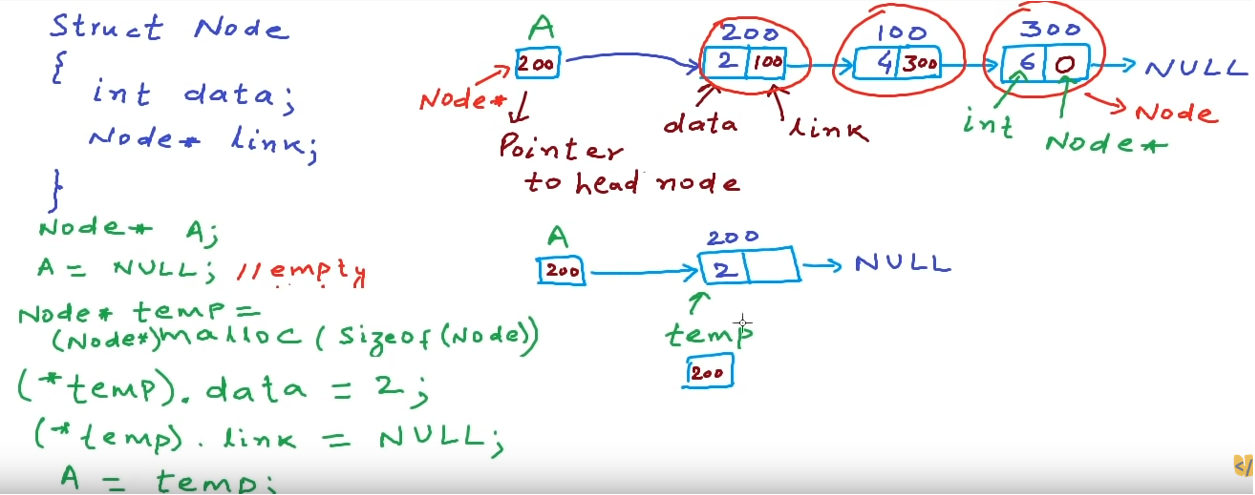 Struct Node
{
int data;
Node* link;
}
Node* A;
A = NULL; //empty
Node* temp =
(Node*)malloc(sizeof(Node))
(*temp).data = 2;
(*temp).link = NULL;
A = temp;
A
200
Node*
Pointer
to head node
200
2 100
data
link
100
4 300
300
6 0
int
Node*
Node
NULL
A
200
200
2
NULL
temp
200